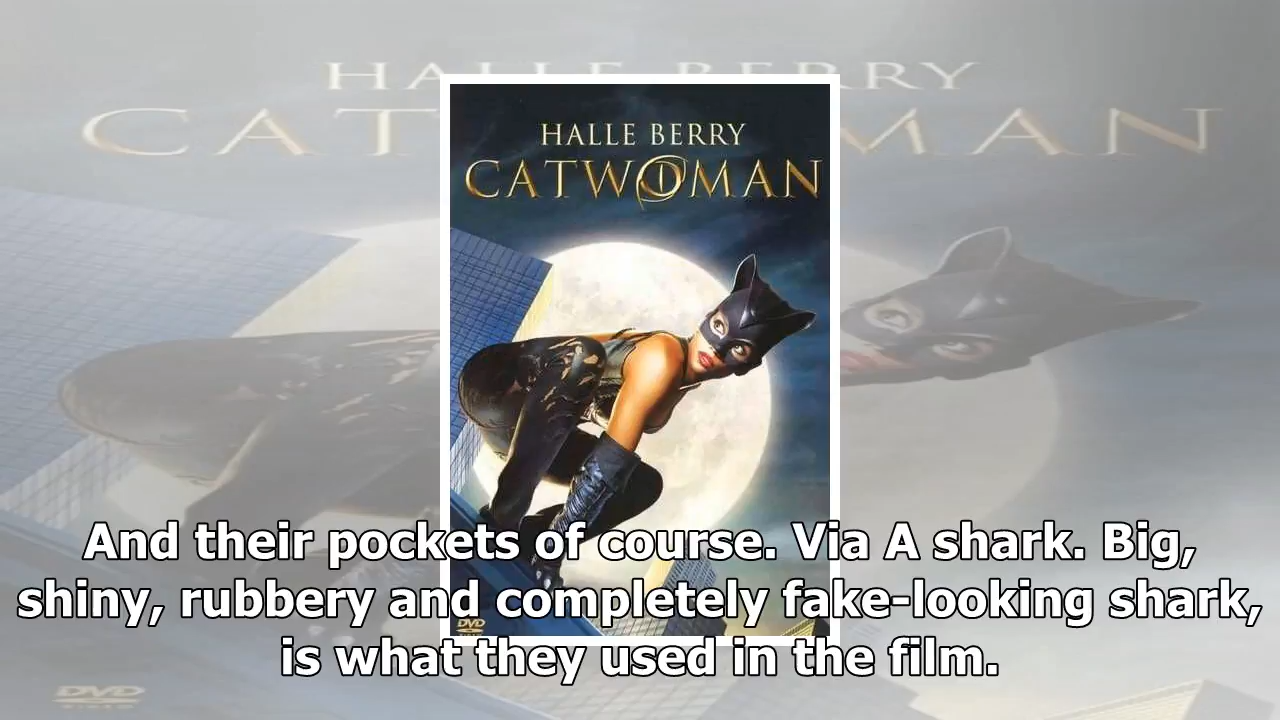 HALLE BERRY
CATWOMAN
HALLE BERRY
CATWOMAN
And their pockets of course. Via A shark. Big,
shiny, rubbery and completely fake-looking shark,
is what they used in the film.
DVD
DVD